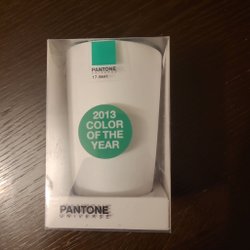 PANTONE
2013
COLOR
OF THE
YEAR
PANTONE
UNIVERSE